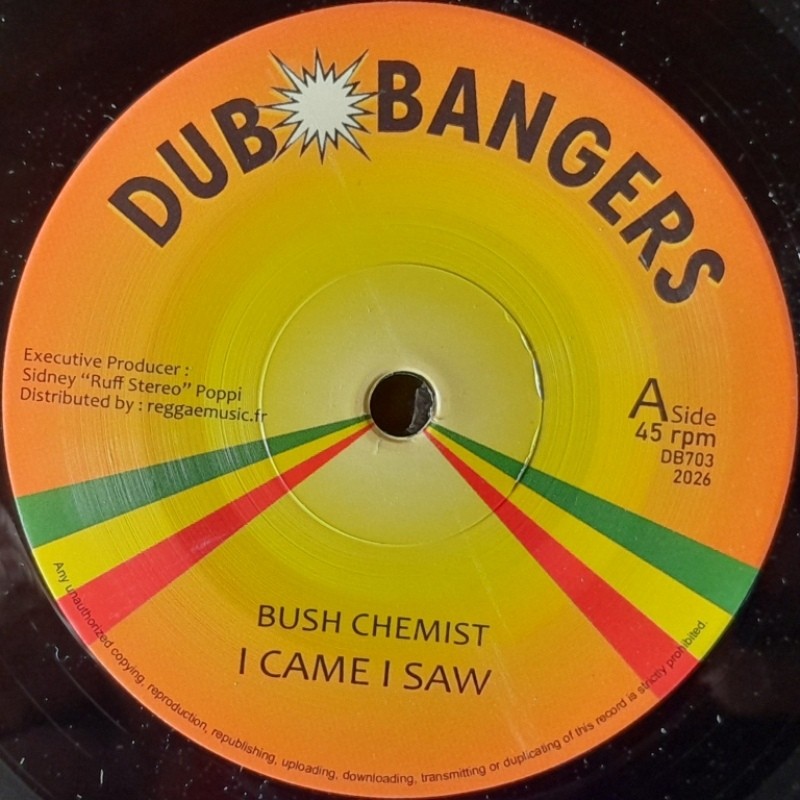 DUB BANGERS
Executive Producer :
Sidney “Ruff Stereo” Poppi
Distributed by : reggaemusic.fr
A Side
45 rpm
DB703
2026
BUSH CHEMIST
I CAME I SAW
Any unauthorized copying, reproduction, republishing, uploading, downloading, transmitting or duplicating of this record is strictly prohibited.